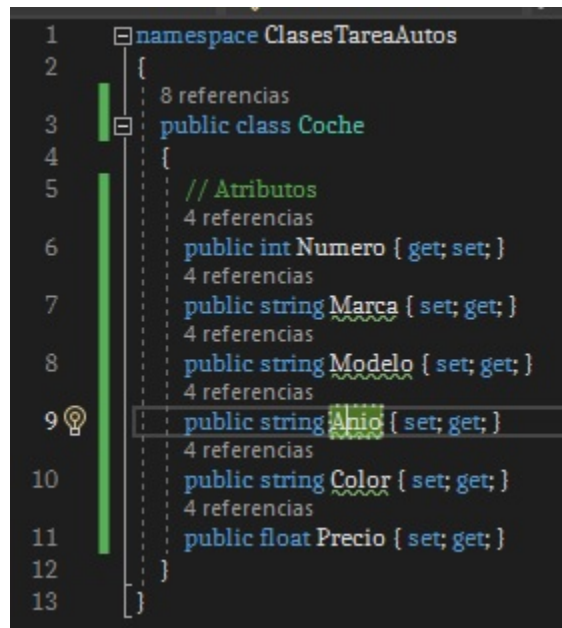 1 namespace ClasesTareaAutos
2 {
8 referencias
3 public class Coche
4 {
5 // Atributos
4 referencias
6 public int Numero { get; set; }
4 referencias
7 public string Marca { set; get; }
4 referencias
8 public string Modelo { set; get; }
4 referencias
9 public string Anio { set; get; }
4 referencias
10 public string Color { set; get; }
4 referencias
11 public float Precio { set; get; }
12 }
13 }